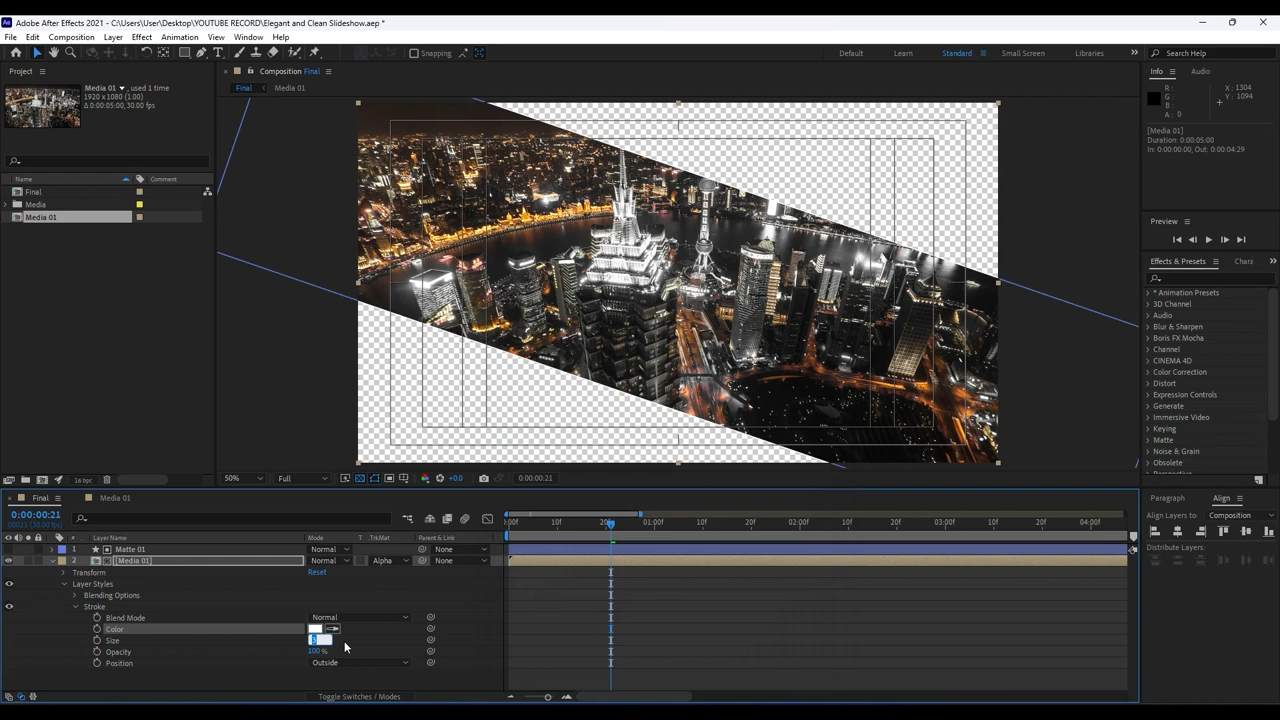 Adobe After Effects 2021 - C:\Users\User\Desktop\YOUTUBE RECORD\Elegant and Clean Slideshow.aep *
File Edit Composition Layer Effect Animation View Window Help
Snapping
Default Learn Standard Small Screen Libraries Search Help
Project
Composition Final
Info Audio
Media 01 , used 1 time
1920 x 1080 (1.00)
Δ 0:00:05:00, 30.00 fps
Final Media 01
R :
G :
B :
A : 0
X : 1304
Y : 1094
[Media 01]
Duration: 0:00:05:00
In: 0:00:00:00, Out: 0:00:04:29
Name Comment
Final
Media
Media 01
Preview
Effects & Presets
* Animation Presets
3D Channel
Audio
Blur & Sharpen
Boris FX Mocha
Channel
CINEMA 4D
Color Correction
Distort
Expression Controls
Generate
Immersive Video
Keying
Matte
Noise & Grain
Obsolete
16 bpc
50% Full +0.0 0:00:00:21
Final Media 01
Paragraph Align
0:00:00:21
00021 (30.00 fps)
Align Layers to: Composition
Distribute Layers:
# Layer Name Mode T .TrkMat Parent & Link
:00f 10f 20f 01:00f 10f 20f 02:00f 10f 20f 03:00f 10f 20f 04:00f
1 Matte 01 Normal None
2 [Media 01] Normal Alpha None
Transform Reset
Layer Styles
Blending Options
Stroke
Blend Mode Normal
Color
Size
Opacity 100 %
Position Outside
Toggle Switches / Modes